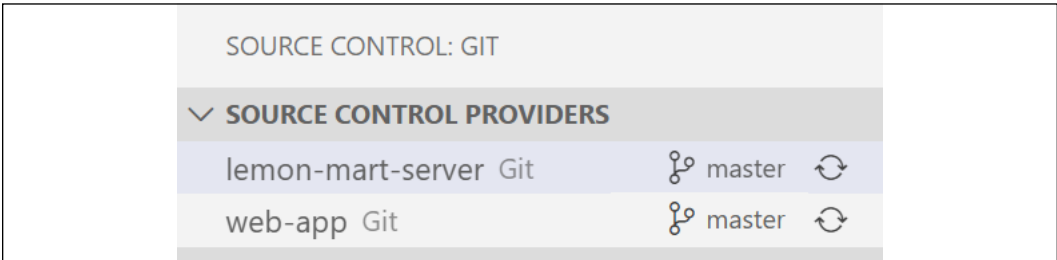 SOURCE CONTROL: GIT
SOURCE CONTROL PROVIDERS
lemon-mart-server Git master
web-app Git master